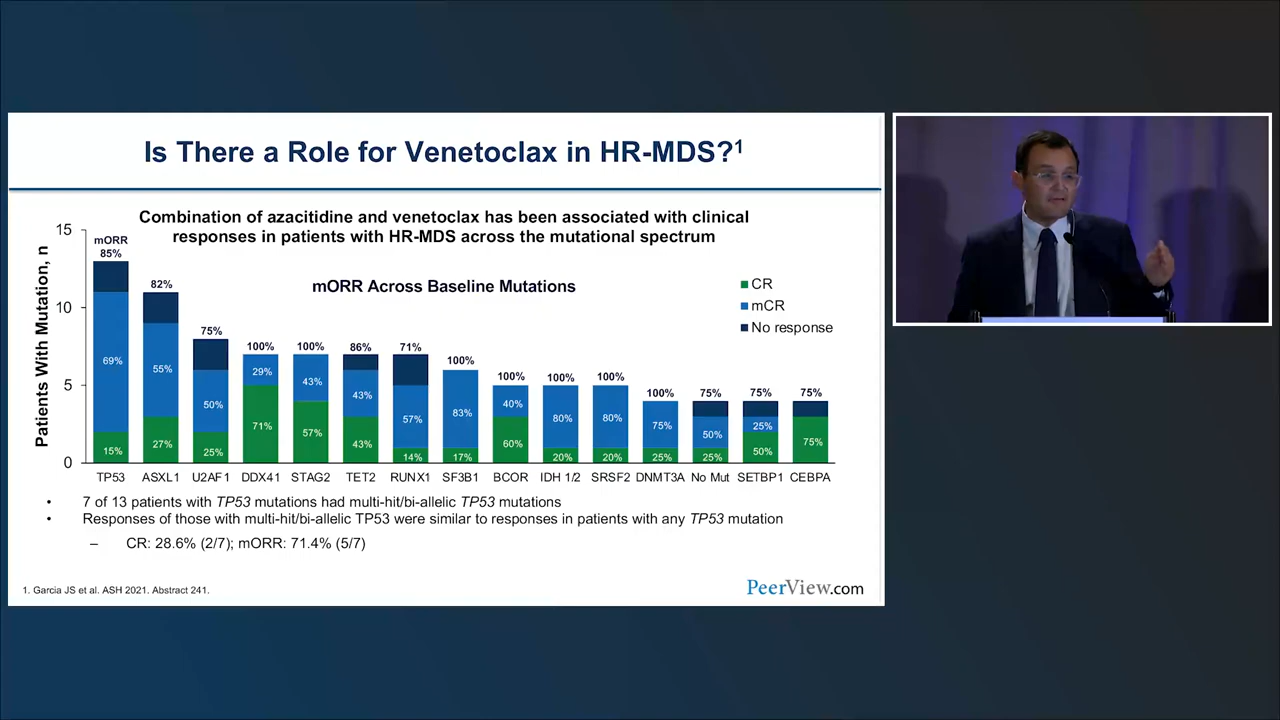 Is There a Role for Venetoclax in HR-MDS?1
Combination of azacitidine and venetoclax has been associated with clinical
responses in patients with HR-MDS across the mutational spectrum
mORR Across Baseline Mutations
CR
mCR
No response
Patients With Mutation, n
15
10
5
0
mORR
85% 82% 75% 100% 100% 86% 71% 100% 100% 100% 100% 100% 75% 75% 75%
69% 55% 50% 29% 43% 43% 57% 83% 40% 80% 80% 75% 50% 25%
15% 27% 25% 71% 57% 43% 14% 17% 60% 20% 20% 25% 25% 50% 75%
TP53 ASXL1 U2AF1 DDX41 STAG2 TET2 RUNX1 SF3B1 BCOR IDH 1/2 SRSF2 DNMT3A No Mut SETBP1 CEBPA
• 7 of 13 patients with TP53 mutations had multi-hit/bi-allelic TP53 mutations
• Responses of those with multi-hit/bi-allelic TP53 were similar to responses in patients with any TP53 mutation
– CR: 28.6% (2/7); mORR: 71.4% (5/7)
1. Garcia JS et al. ASH 2021. Abstract 241.
PeerView.com